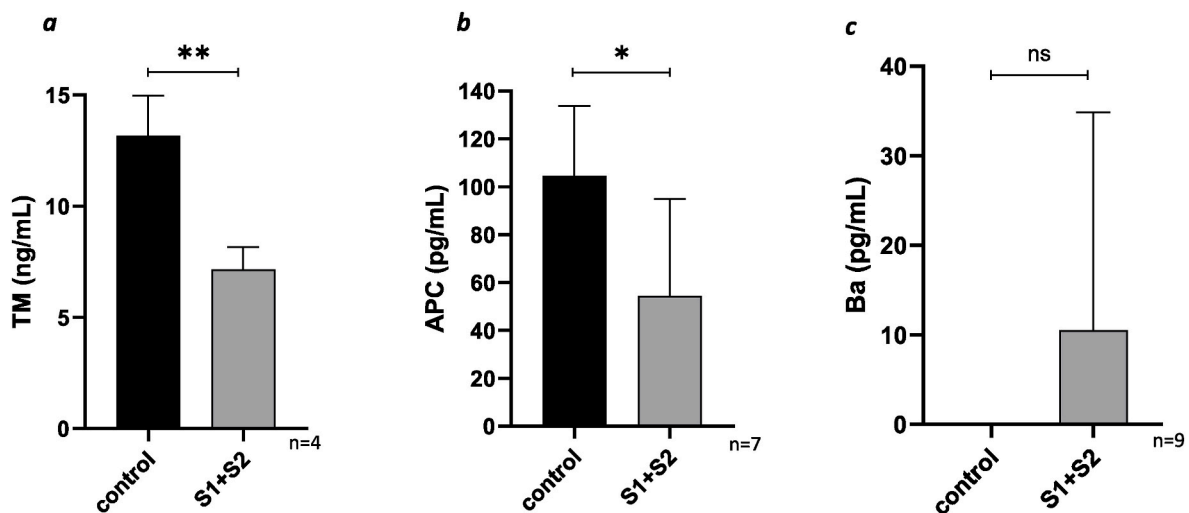 a
**
TM (ng/mL)
15
10
5
0
control
S1+S2
n=4
b
*
APC (pg/mL)
140
120
100
80
60
40
20
0
control
S1+S2
n=7
c
ns
Ba (pg/mL)
40
30
20
10
0
control
S1+S2
n=9